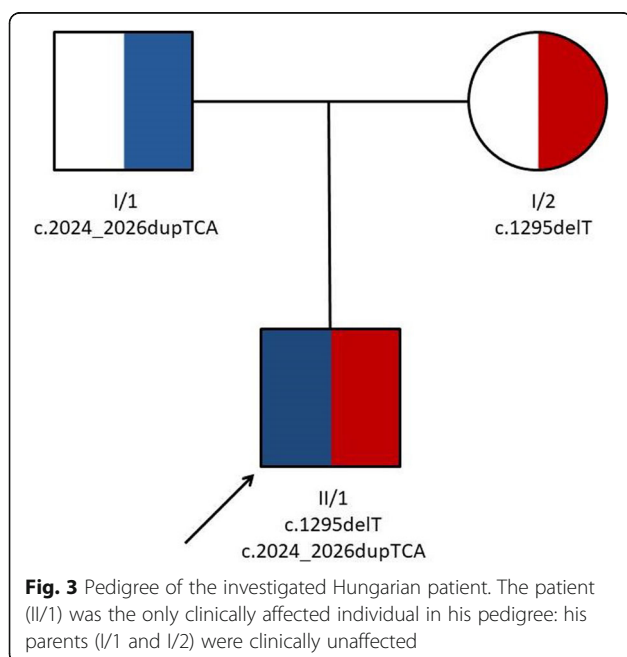 I/1
c.2024_2026dupTCA
I/2
c.1295delT
II/1
c.1295delT
c.2024_2026dupTCA
Fig. 3 Pedigree of the investigated Hungarian patient. The patient
(II/1) was the only clinically affected individual in his pedigree: his
parents (I/1 and I/2) were clinically unaffected